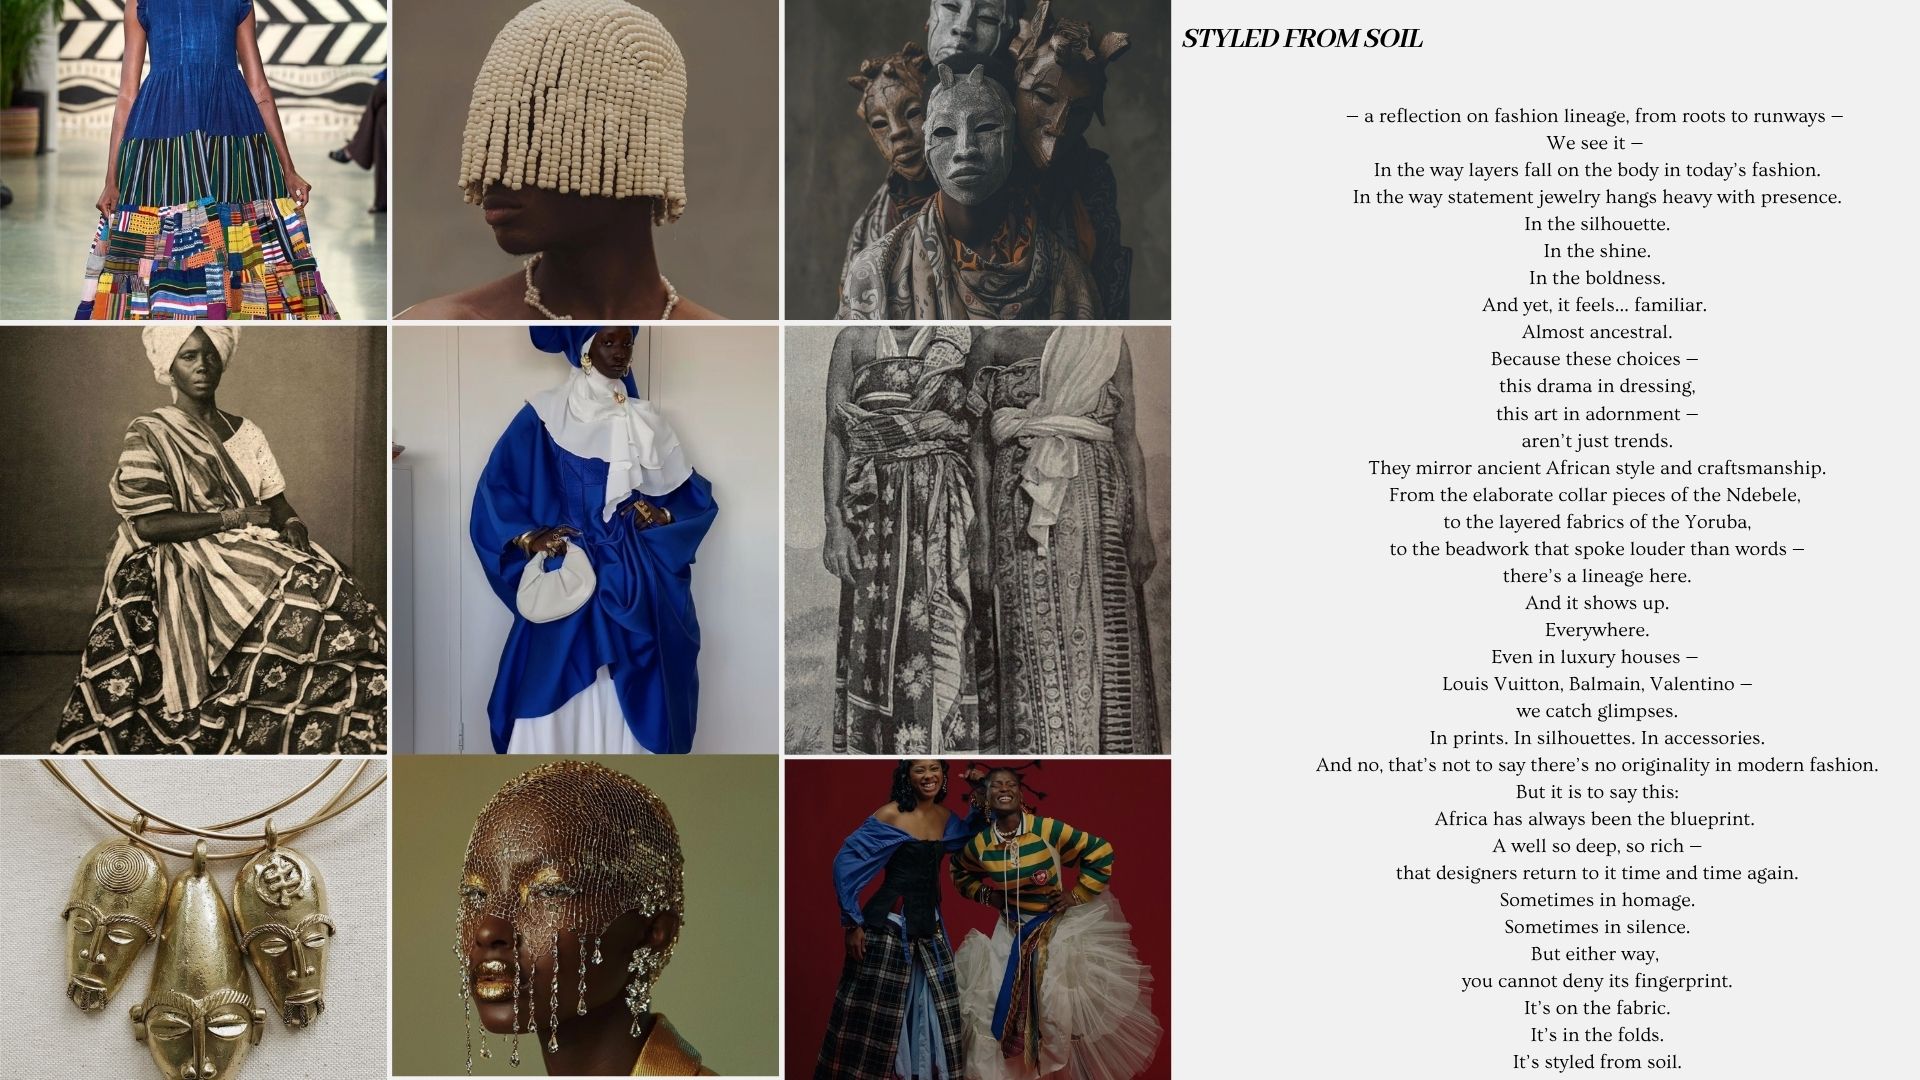 STYLED FROM SOIL
– a reflection on fashion lineage, from roots to runways –
We see it –
In the way layers fall on the body in today’s fashion.
In the way statement jewelry hangs heavy with presence.
In the silhouette.
In the shine.
In the boldness.
And yet, it feels... familiar.
Almost ancestral.
Because these choices –
this drama in dressing,
this art in adornment –
aren’t just trends.
They mirror ancient African style and craftsmanship.
From the elaborate collar pieces of the Ndebele,
to the layered fabrics of the Yoruba,
to the beadwork that spoke louder than words –
there’s a lineage here.
And it shows up.
Everywhere.
Even in luxury houses –
Louis Vuitton, Balmain, Valentino –
we catch glimpses.
In prints. In silhouettes. In accessories.
And no, that’s not to say there’s no originality in modern fashion.
But it is to say this:
Africa has always been the blueprint.
A well so deep, so rich –
that designers return to it time and time again.
Sometimes in homage.
Sometimes in silence.
But either way,
you cannot deny its fingerprint.
It’s on the fabric.
It’s in the folds.
It’s styled from soil.